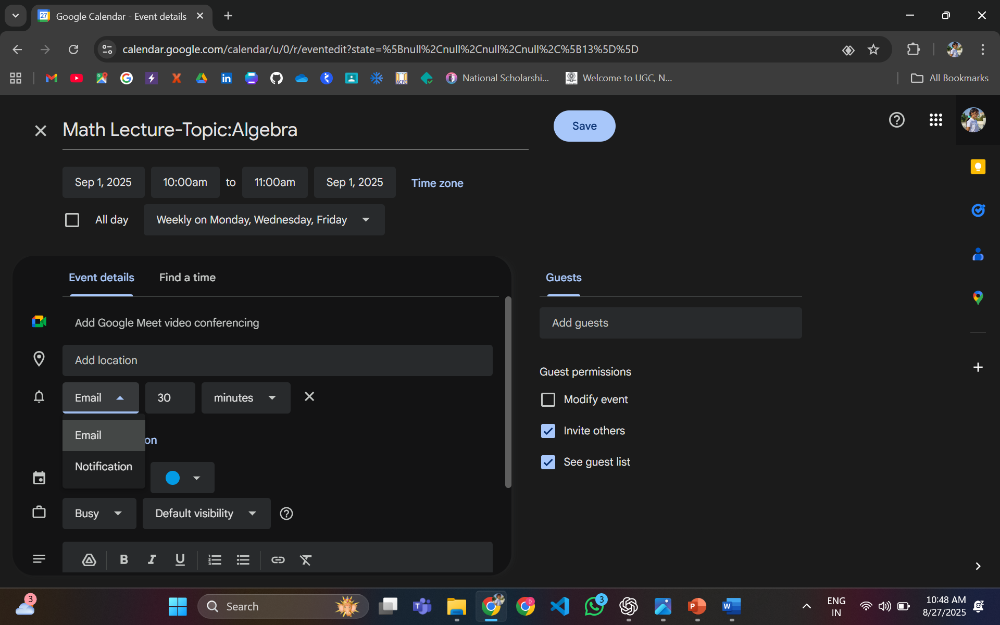 Google Calendar - Event details
calendar.google.com/calendar/u/0/r/eventedit?state=%5Bnull%2Cnull%2Cnull%2Cnull%2C%5B13%5D%5D
National Scholarshi... Welcome to UGC, N... All Bookmarks
Math Lecture-Topic:Algebra Save
Sep 1, 2025 10:00am to 11:00am Sep 1, 2025 Time zone
All day Weekly on Monday, Wednesday, Friday
Event details Find a time Guests
Add Google Meet video conferencing Add guests
Add location
Guest permissions
Email 30 minutes Modify event
Invite others
Email on
Notification See guest list
Busy Default visibility
B I U
3 Search 3 ENG 10:48 AM
IN 8/27/2025